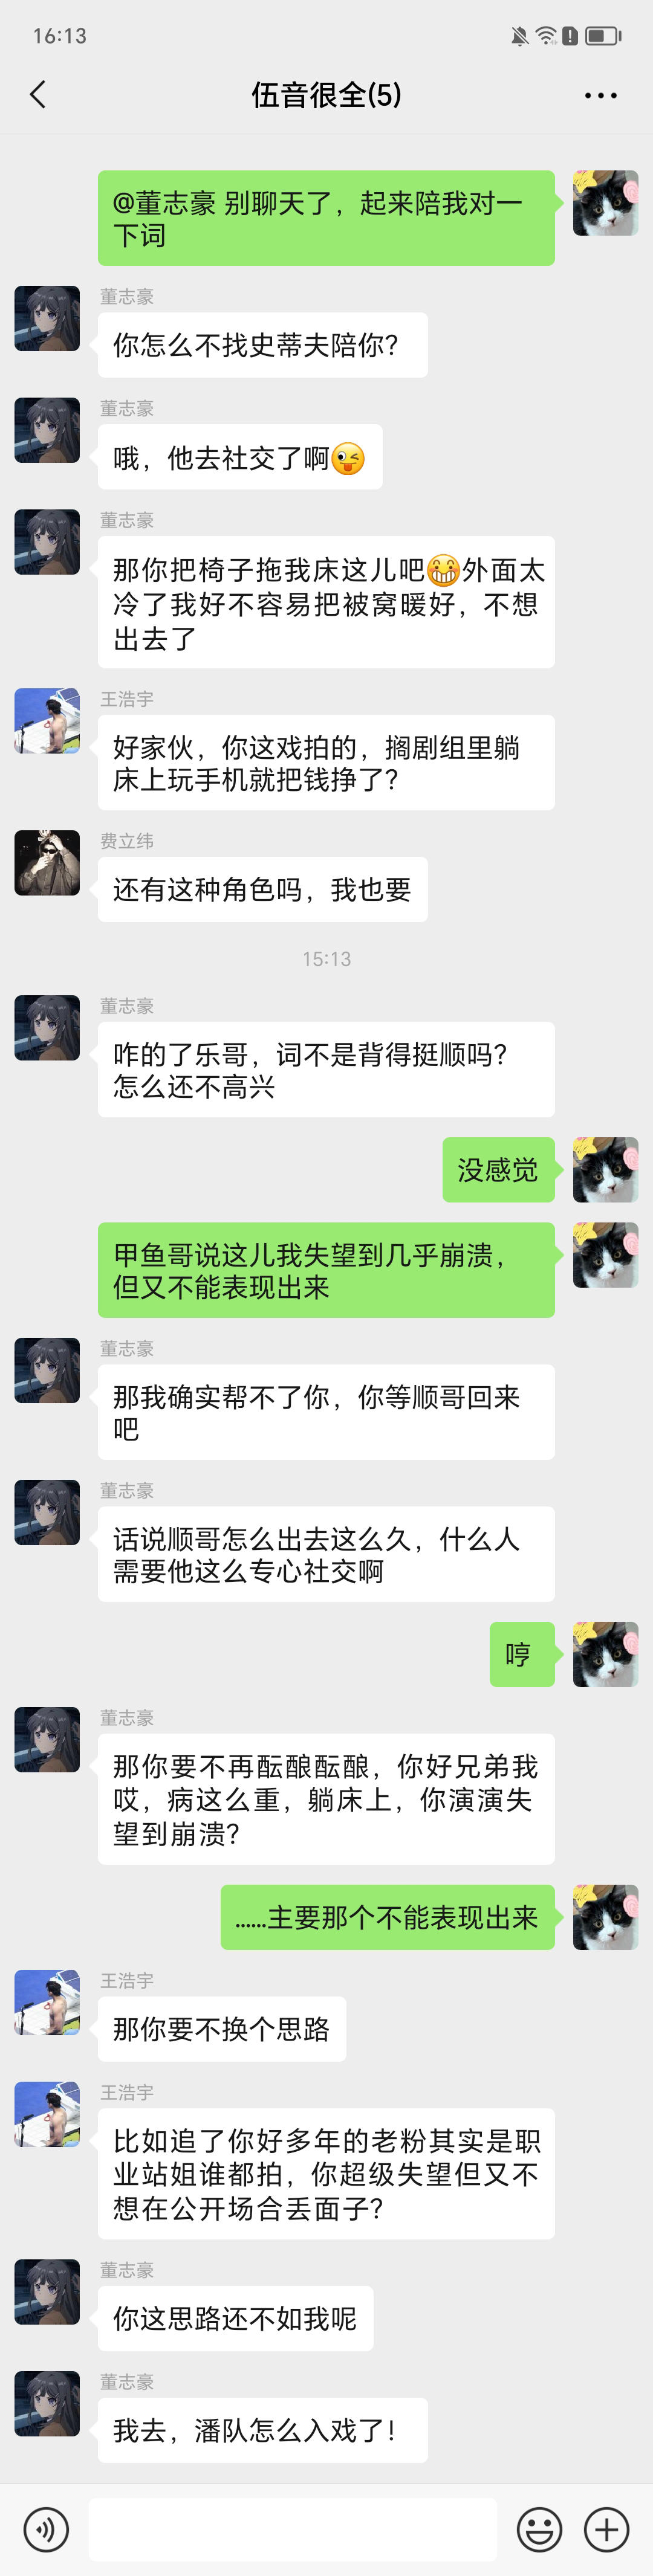 16:13
伍音很全(5)
@董志豪 别聊天了，起来陪我对一
下词
董志豪
你怎么不找史蒂夫陪你？
董志豪
哦，他去社交了啊😜
董志豪
那你把椅子拖我床这儿吧😁外面太
冷了我好不容易把被窝暖好，不想
出去了
王浩宇
好家伙，你这戏拍的，搁剧组里躺
床上玩手机就把钱挣了？
费立纬
还有这种角色吗，我也要
15:13
董志豪
咋的了乐哥，词不是背得挺顺吗？
怎么还不高兴
没感觉
甲鱼哥说这儿我失望到几乎崩溃，
但又不能表现出来
董志豪
那我确实帮不了你，你等顺哥回来
吧
董志豪
话说顺哥怎么出去这么久，什么人
需要他这么专心社交啊
哼
董志豪
那你要不再酝酿酝酿，你好兄弟我
哎，病这么重，躺床上，你演演失
望到崩溃？
......主要那个不能表现出来
王浩宇
那你要不换个思路
王浩宇
比如追了你好多年的老粉其实是职
业站姐谁都拍，你超级失望但又不
想在公开场合丢面子？
董志豪
你这思路还不如我呢
董志豪
我去，潘队怎么入戏了！